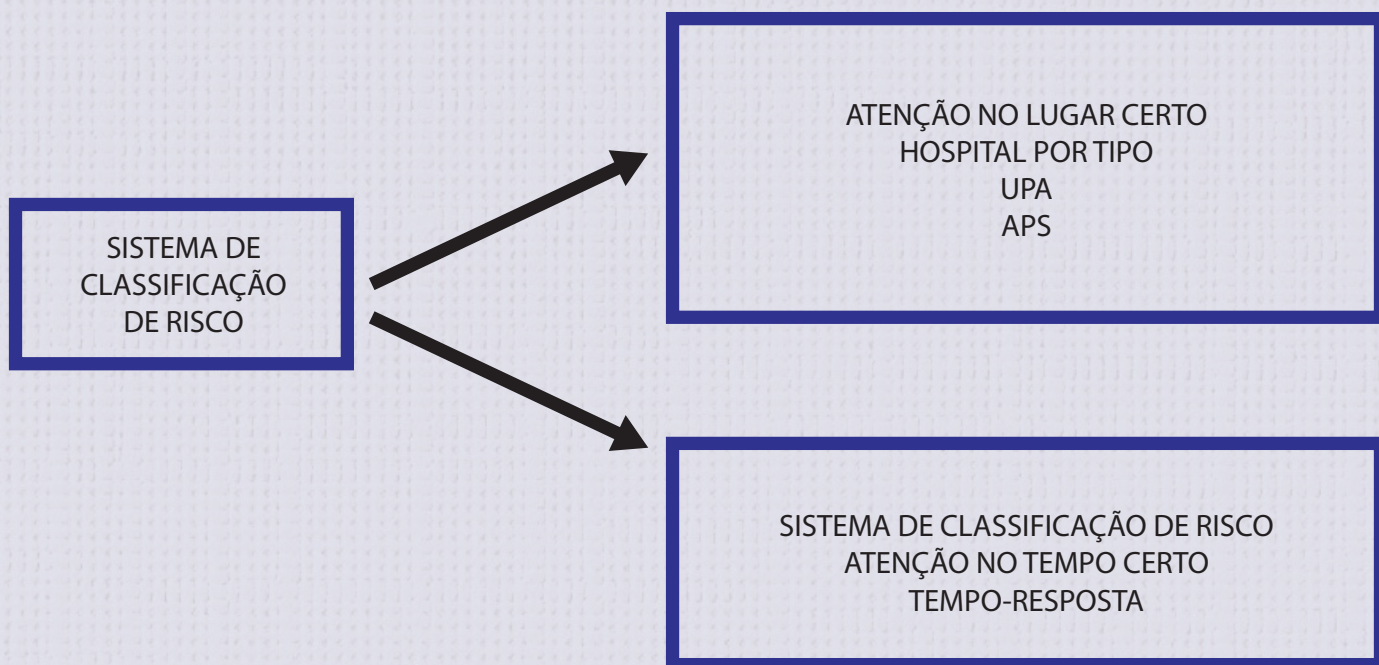 SISTEMA DE
CLASSIFICAÇÃO
DE RISCO
ATENÇÃO NO LUGAR CERTO
HOSPITAL POR TIPO
UPA
APS
SISTEMA DE CLASSIFICAÇÃO DE RISCO
ATENÇÃO NO TEMPO CERTO
TEMPO-RESPOSTA